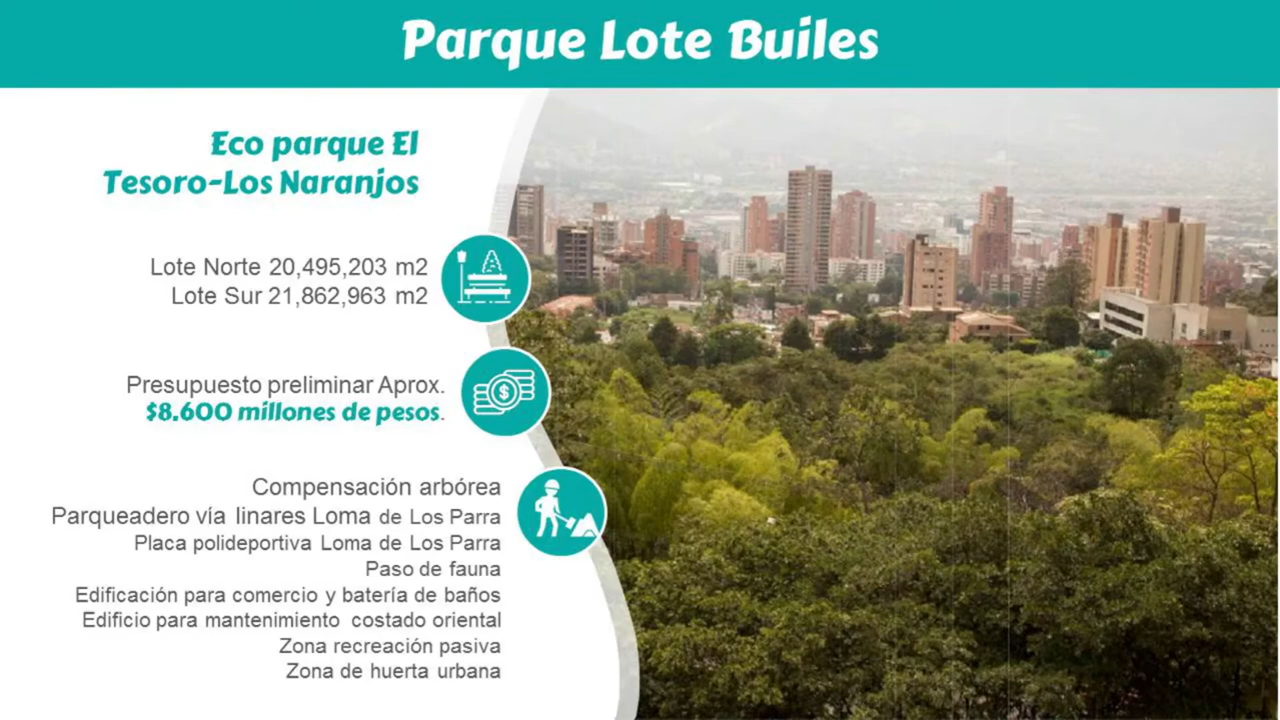 Parque Lote Builes
Eco parque El
Tesoro-Los Naranjos
Lote Norte 20,495,203 m2
Lote Sur 21,862,963 m2
Presupuesto preliminar Aprox.
$8.600 millones de pesos.
Compensación arbórea
Parqueadero vía linares Loma de Los Parra
Placa polideportiva Loma de Los Parra
Paso de fauna
Edificación para comercio y batería de baños
Edificio para mantenimiento costado oriental
Zona recreación pasiva
Zona de huerta urbana